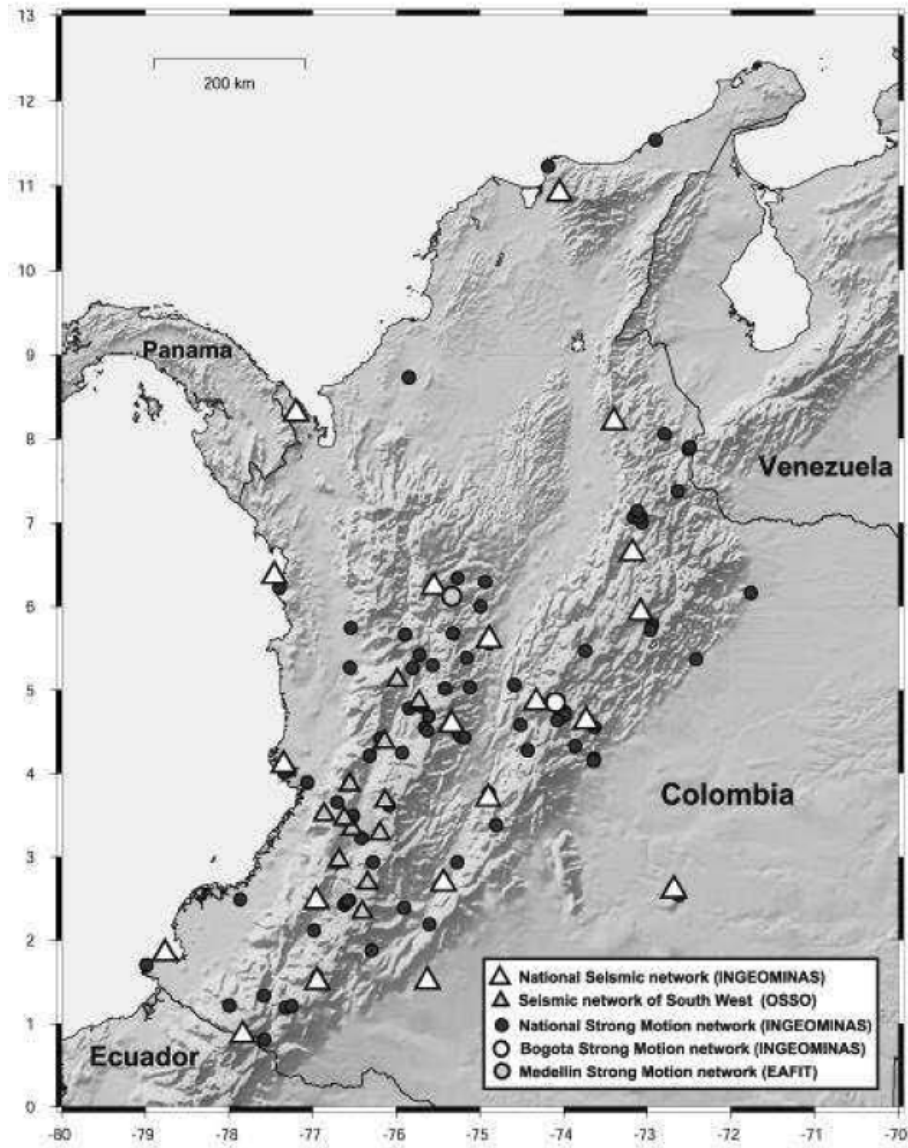 13
12
11
10
9
8
7
6
5
4
3
2
1
0
200 km
Panama
Venezuela
Colombia
Ecuador
National Seismic network (INGEOMINAS)
Seismic network of South West (OSSO)
National Strong Motion network (INGEOMINAS)
Bogota Strong Motion network (INGEOMINAS)
Medellin Strong Motion network (EAFIT)
-80 -79 -78 -77 -76 -75 -74 -73 -72 -71 -70